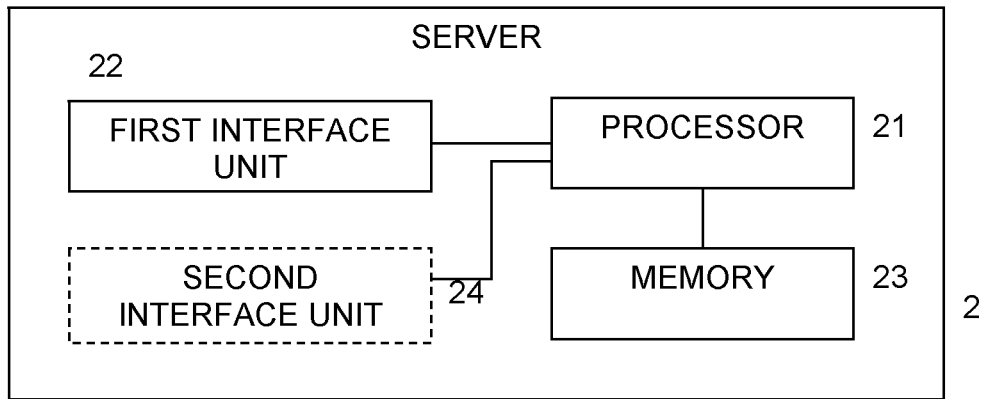 SERVER
22
FIRST INTERFACE
UNIT
PROCESSOR
21
SECOND
INTERFACE UNIT
24
MEMORY
23
2